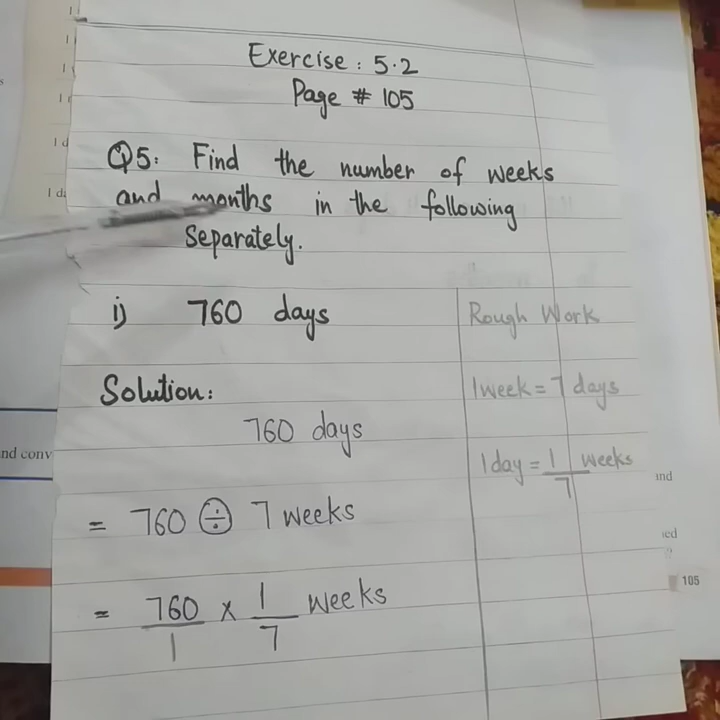 Exercise : 5.2
Page # 105
Q5: Find the number of weeks
and months in the following
Separately.
i) 760 days
Rough Work
Solution:
1 week = 7 days
760 days
1 day = 1/7 weeks
nd conv
= 760 ÷ 7 weeks
105
= 760/1 × 1/7 weeks